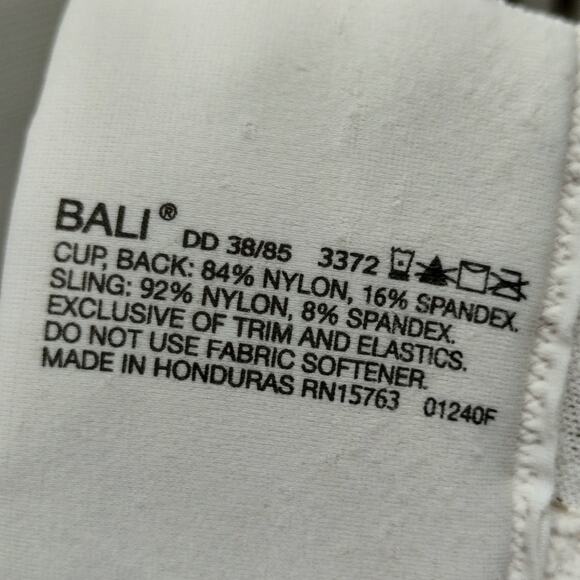 BALI® DD 38/85 3372
CUP, BACK: 84% NYLON, 16% SPANDEX.
SLING: 92% NYLON, 8% SPANDEX.
EXCLUSIVE OF TRIM AND ELASTICS.
DO NOT USE FABRIC SOFTENER.
MADE IN HONDURAS RN15763 01240F